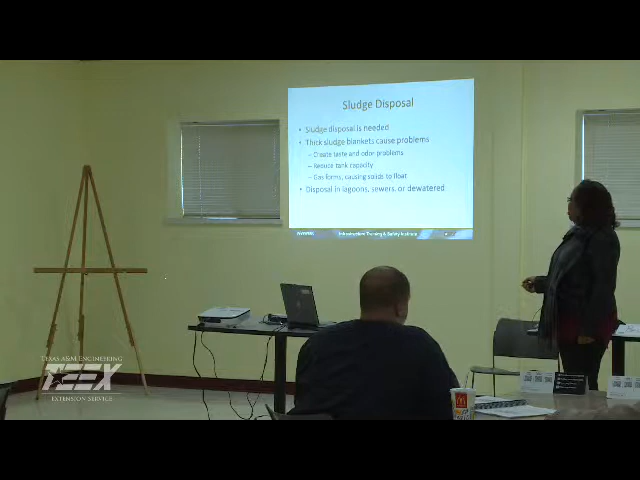 Sludge Disposal
• Sludge disposal is needed
• Thick sludge blankets cause problems
– Create taste and odor problems
– Reduce tank capacity
– Gas forms, causing solids to float
• Disposal in lagoons, sewers, or dewatered
Infrastructure Training & Safety Institute
TEXAS A&M ENGINEERING
TEEX
EXTENSION SERVICE